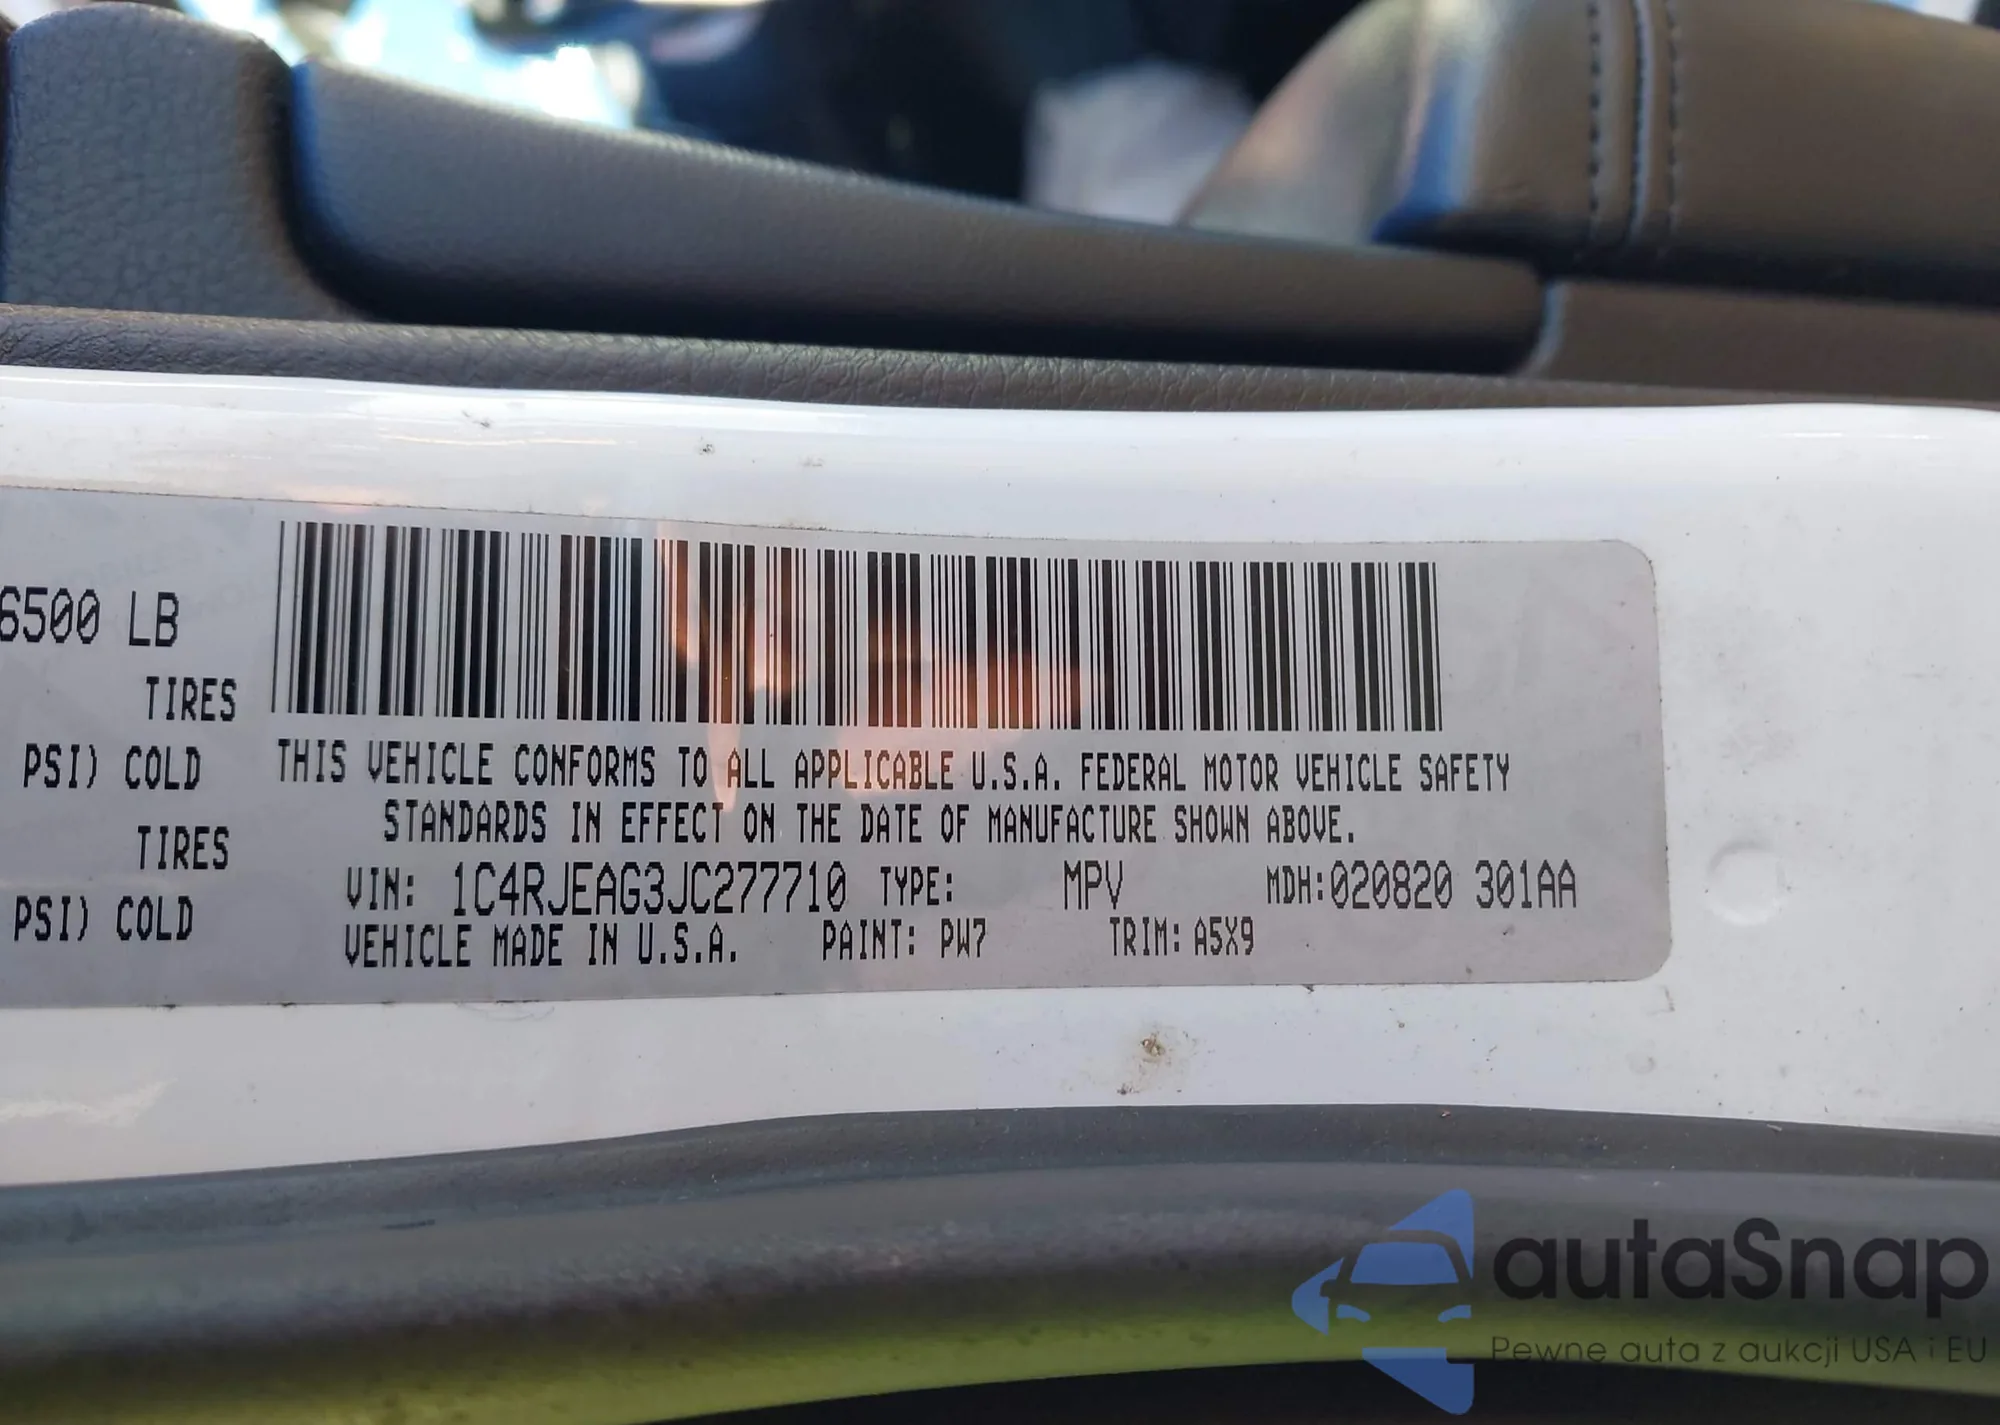 6500 LB
TIRES
PSI) COLD
TIRES
PSI) COLD
THIS VEHICLE CONFORMS TO ALL APPLICABLE U.S.A. FEDERAL MOTOR VEHICLE SAFETY
STANDARDS IN EFFECT ON THE DATE OF MANUFACTURE SHOWN ABOVE.
VIN: 1C4RJEAG3JC277710 TYPE: MPV MDH:020820 301AA
VEHICLE MADE IN U.S.A. PAINT: PW7 TRIM: A5X9
autaSnap
Pewne auta z aukcji USA i EU